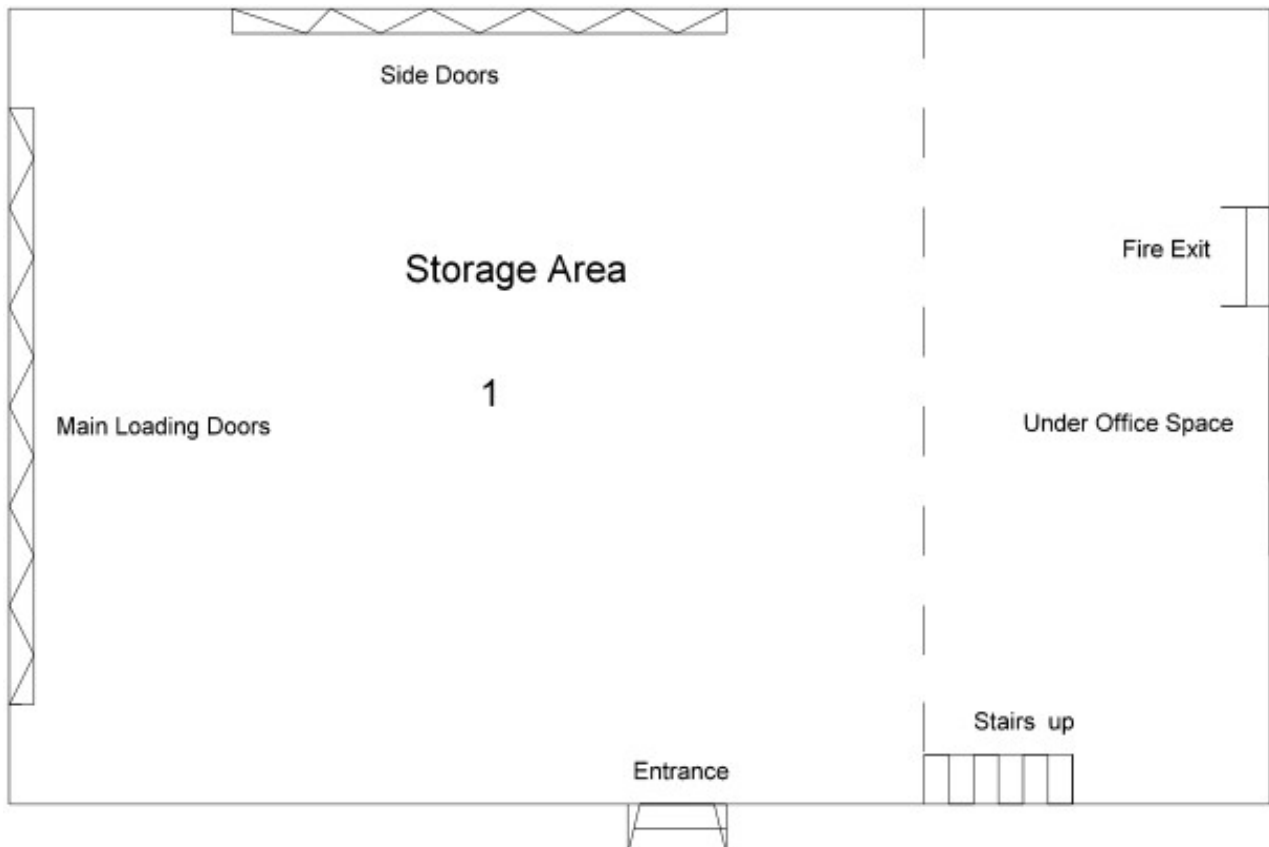 Side Doors
Fire Exit
Storage Area
1
Main Loading Doors
Under Office Space
Stairs up
Entrance